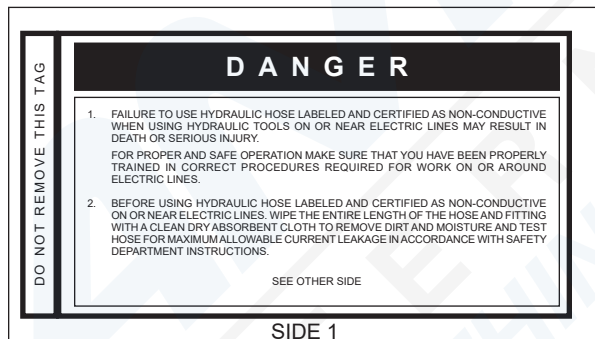 DO NOT REMOVE THIS TAG
DANGER
1. FAILURE TO USE HYDRAULIC HOSE LABELED AND CERTIFIED AS NON-CONDUCTIVE
WHEN USING HYDRAULIC TOOLS ON OR NEAR ELECTRIC LINES MAY RESULT IN
DEATH OR SERIOUS INJURY.
FOR PROPER AND SAFE OPERATION MAKE SURE THAT YOU HAVE BEEN PROPERLY
TRAINED IN CORRECT PROCEDURES REQUIRED FOR WORK ON OR AROUND
ELECTRIC LINES.
2. BEFORE USING HYDRAULIC HOSE LABELED AND CERTIFIED AS NON-CONDUCTIVE
ON OR NEAR ELECTRIC LINES. WIPE THE ENTIRE LENGTH OF THE HOSE AND FITTING
WITH A CLEAN DRY ABSORBENT CLOTH TO REMOVE DIRT AND MOISTURE AND TEST
HOSE FOR MAXIMUM ALLOWABLE CURRENT LEAKAGE IN ACCORDANCE WITH SAFETY
DEPARTMENT INSTRUCTIONS.
SEE OTHER SIDE
SIDE 1